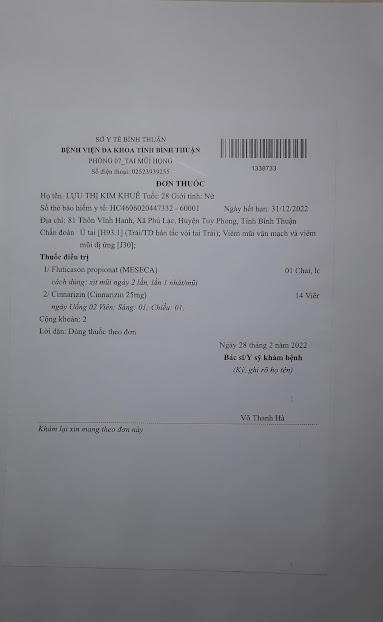 SỞ Y TẾ BÌNH THUẬN
BỆNH VIỆN ĐA KHOA TỈNH BÌNH THUẬN
PHÒNG 07_TAI MŨI HỌNG
Số điện thoại: 02523939255
1338733
ĐƠN THUỐC
Họ tên: LƯU THỊ KIM KHUÊ Tuổi: 28 Giới tính: Nữ
Số thẻ bảo hiểm y tế: HC4606020447332 - 60001 Ngày hết hạn: 31/12/2022
Địa chỉ: 81 Thôn Vĩnh Hanh, Xã Phú Lạc, Huyện Tuy Phong, Tỉnh Bình Thuận
Chẩn đoán Ù tai [H93.1] (Trái/TD bán tắc vòi tai Trái); Viêm mũi vận mạch và viêm
mũi dị ứng [J30];
Thuốc điều trị
1/ Fluticason propionat (MESECA) 01 Chai, lọ
cách dùng: xịt mũi ngày 2 lần, lần 1 nhát/mũi
2/ Cinnarizin (Cinnarizin 25mg) 14 Viên
ngày Uống 02 Viên; Sáng: 01; Chiều: 01;
Cộng khoản: 2
Lời dặn: Dùng thuốc theo đơn
Ngày 28 tháng 2 năm 2022
Bác sĩ/Y sỹ khám bệnh
(Ký, ghi rõ họ tên)
Võ Thanh Hà
Khám lại xin mang theo đơn này